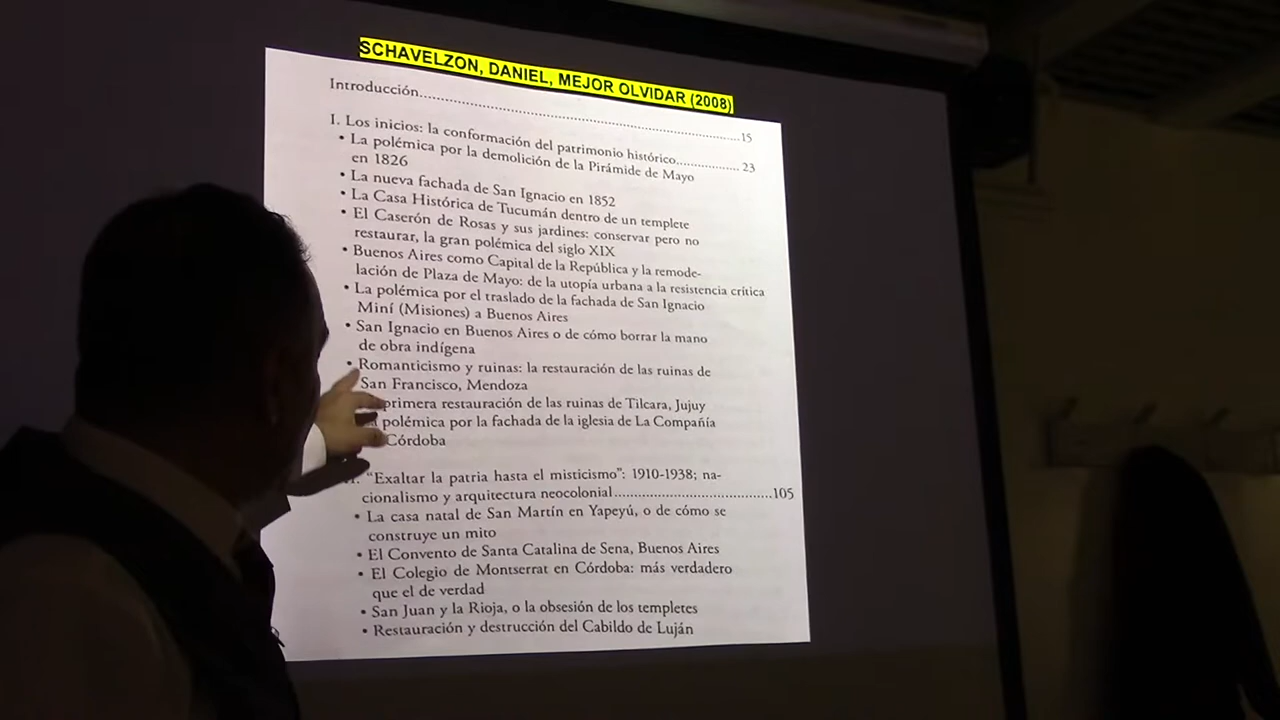 SCHAVELZON, DANIEL, MEJOR OLVIDAR (2008)
Introducción........................................................................15
I. Los inicios: la conformación del patrimonio histórico................23
• La polémica por la demolición de la Pirámide de Mayo
en 1826
• La nueva fachada de San Ignacio en 1852
• La Casa Histórica de Tucumán dentro de un templete
• El Caserón de Rosas y sus jardines: conservar pero no
restaurar, la gran polémica del siglo XIX
• Buenos Aires como Capital de la República y la remode-
lación de Plaza de Mayo: de la utopía urbana a la resistencia crítica
• La polémica por el traslado de la fachada de San Ignacio
Miní (Misiones) a Buenos Aires
• San Ignacio en Buenos Aires o de cómo borrar la mano
de obra indígena
• Romanticismo y ruinas: la restauración de las ruinas de
San Francisco, Mendoza
primera restauración de las ruinas de Tilcara, Jujuy
polémica por la fachada de la iglesia de La Compañía
Córdoba
"Exaltar la patria hasta el misticismo": 1910-1938; na-
cionalismo y arquitectura neocolonial.......................................105
• La casa natal de San Martín en Yapeyú, o de cómo se
construye un mito
• El Convento de Santa Catalina de Sena, Buenos Aires
• El Colegio de Montserrat en Córdoba: más verdadero
que el de verdad
• San Juan y la Rioja, o la obsesión de los templetes
• Restauración y destrucción del Cabildo de Luján